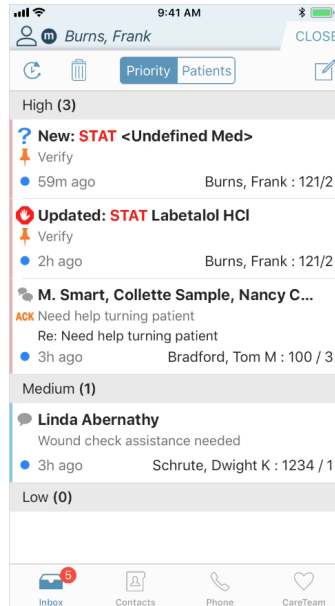 9:41 AM
m Burns, Frank CLOSE
Priority Patients
High (3)
? New: STAT <Undefined Med>
Verify
59m ago Burns, Frank : 121/2
Updated: STAT Labetalol HCl
Verify
2h ago Burns, Frank : 121/2
M. Smart, Collette Sample, Nancy C...
ACK Need help turning patient
Re: Need help turning patient
3h ago Bradford, Tom M : 100 / 3
Medium (1)
Linda Abernathy
Wound check assistance needed
3h ago Schrute, Dwight K : 1234 / 1
Low (0)
5
Inbox Contacts Phone CareTeam